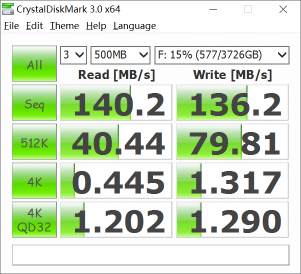 CrystalDiskMark 3.0 x64
File Edit Theme Help Language
All 3 500MB F: 15% (577/3726GB)
Read [MB/s] Write [MB/s]
Seq 140.2 136.2
512K 40.44 79.81
4K 0.445 1.317
4K QD32 1.202 1.290